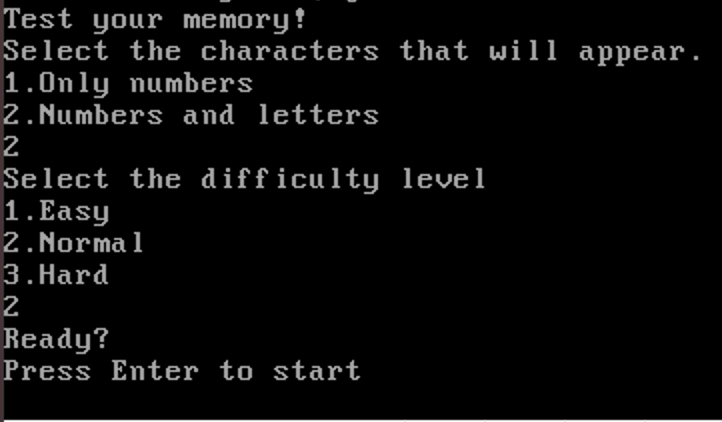 Test your memory!
Select the characters that will appear.
1.Only numbers
2.Numbers and letters
2
Select the difficulty level
1.Easy
2.Normal
3.Hard
2
Ready?
Press Enter to start